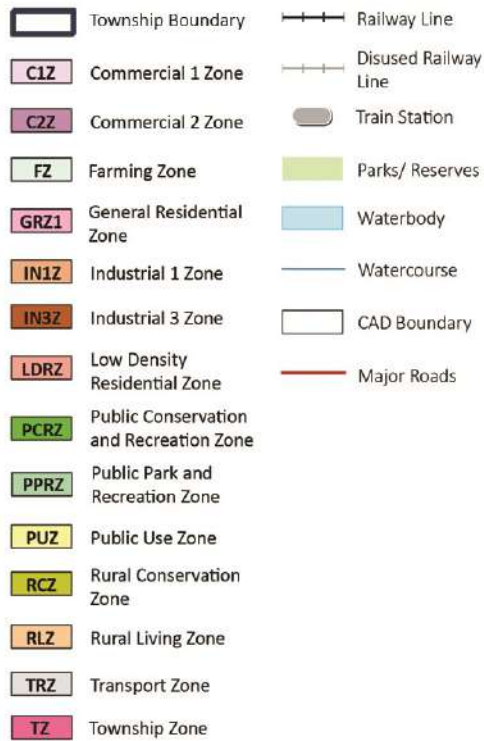 Township Boundary
C1Z Commercial 1 Zone
C2Z Commercial 2 Zone
FZ Farming Zone
GRZ1 General Residential
Zone
IN1Z Industrial 1 Zone
IN3Z Industrial 3 Zone
LDRZ Low Density
Residential Zone
PCRZ Public Conservation
and Recreation Zone
PPRZ Public Park and
Recreation Zone
PUZ Public Use Zone
RCZ Rural Conservation
Zone
RLZ Rural Living Zone
TRZ Transport Zone
TZ Township Zone
Railway Line
Disused Railway
Line
Train Station
Parks/ Reserves
Waterbody
Watercourse
CAD Boundary
Major Roads